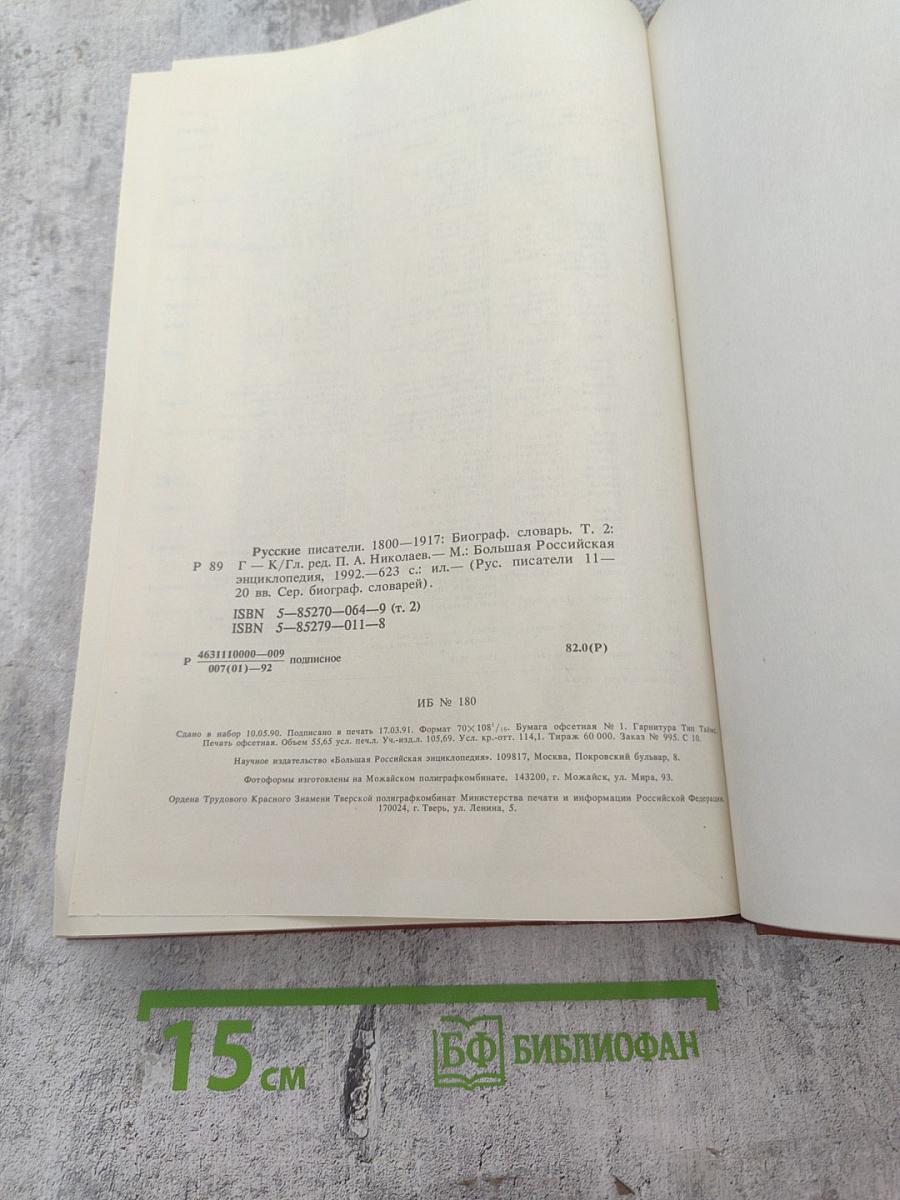 Русские писатели. 1800—1917: Биограф. словарь. Т. 2:
Р 89 Г — К/Гл. ред. П. А. Николаев.— М.: Большая Российская
энциклопедия, 1992.—623 с.: ил.— (Рус. писатели 11—
20 вв. Сер. биограф. словарей).
ISBN 5—85270—064—9 (т. 2)
ISBN 5—85279—011—8
Р 4631110000—009
007(01)—92 подписное 82.0(Р)
ИБ № 180
Сдано в набор 10.05.90. Подписано в печать 17.03.91. Формат 70×108¹/₁₆. Бумага офсетная № 1. Гарнитура Тип Таймс.
Печать офсетная. Объем 55,65 усл. печ.л. Уч.-изд.л. 105,69. Усл. кр.-отт. 114,1. Тираж 60 000. Заказ № 995. С 10.
Научное издательство «Большая Российская энциклопедия». 109817, Москва, Покровский бульвар, 8.
Фотоформы изготовлены на Можайском полиграфкомбинате. 143200, г. Можайск, ул. Мира, 93.
Ордена Трудового Красного Знамени Тверской полиграфкомбинат Министерства печати и информации Российской Федерации.
170024, г. Тверь, ул. Ленина, 5.
15 см
БФ БИБЛИОФАН